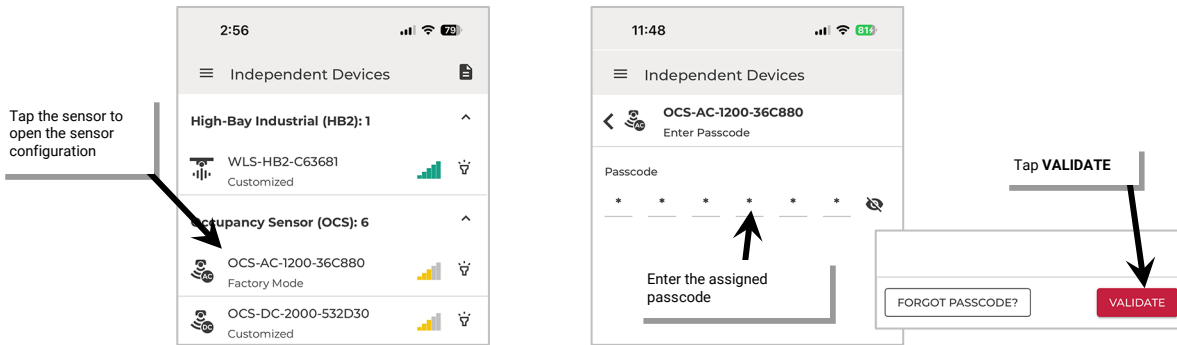 Tap the sensor to
open the sensor
configuration
2:56
79
Independent Devices
High-Bay Industrial (HB2): 1
WLS-HB2-C63681
Customized
Occupancy Sensor (OCS): 6
AC
OCS-AC-1200-36C880
Factory Mode
DC
OCS-DC-2000-532D30
Customized
11:48
81
Independent Devices
AC
OCS-AC-1200-36C880
Enter Passcode
Passcode
* * * * * *
Enter the assigned
passcode
Tap VALIDATE
FORGOT PASSCODE?
VALIDATE